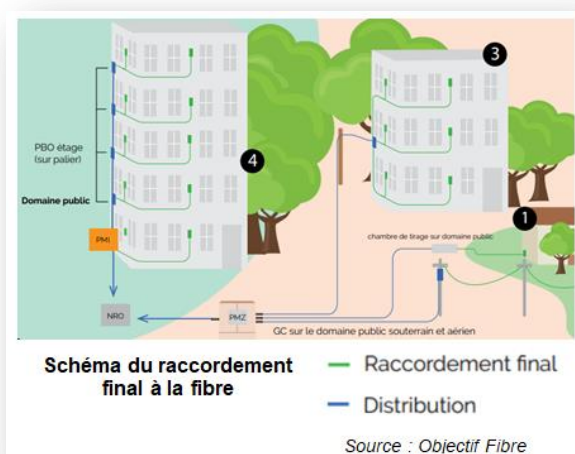 3
4
PBO étage
(sur palier)
Domaine public
1
chambre de tirage sur domaine public
PMI
NRO
PMZ
GC sur le domaine public souterrain et aérien
Schéma du raccordement
final à la fibre
Raccordement final
Distribution
Source : Objectif Fibre